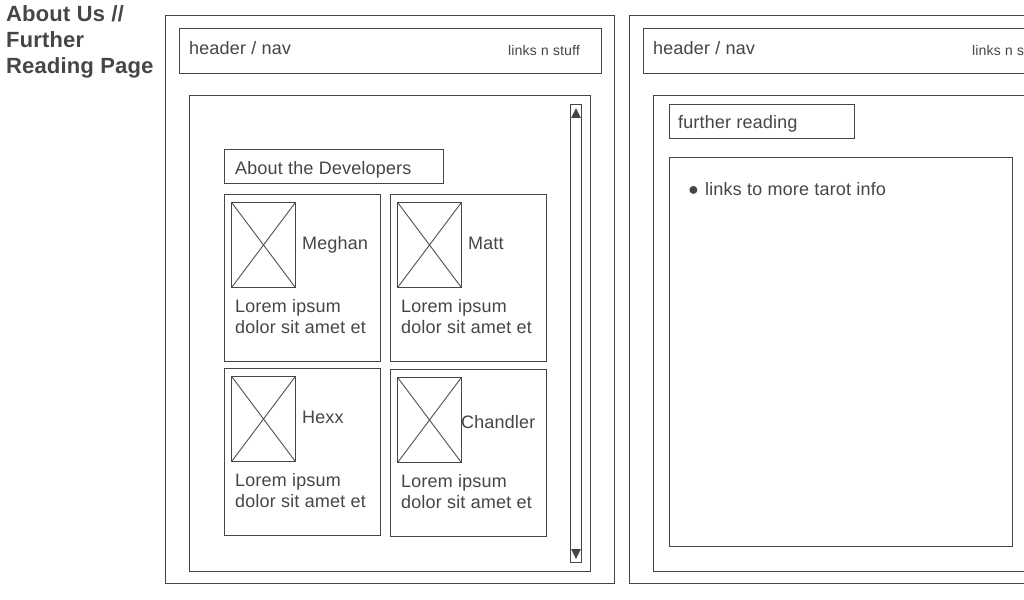 About Us //
Further
Reading Page
header / nav
links n stuff
About the Developers
Meghan
Lorem ipsum
dolor sit amet et
Matt
Lorem ipsum
dolor sit amet et
Hexx
Lorem ipsum
dolor sit amet et
Chandler
Lorem ipsum
dolor sit amet et
header / nav
links n s
further reading
● links to more tarot info